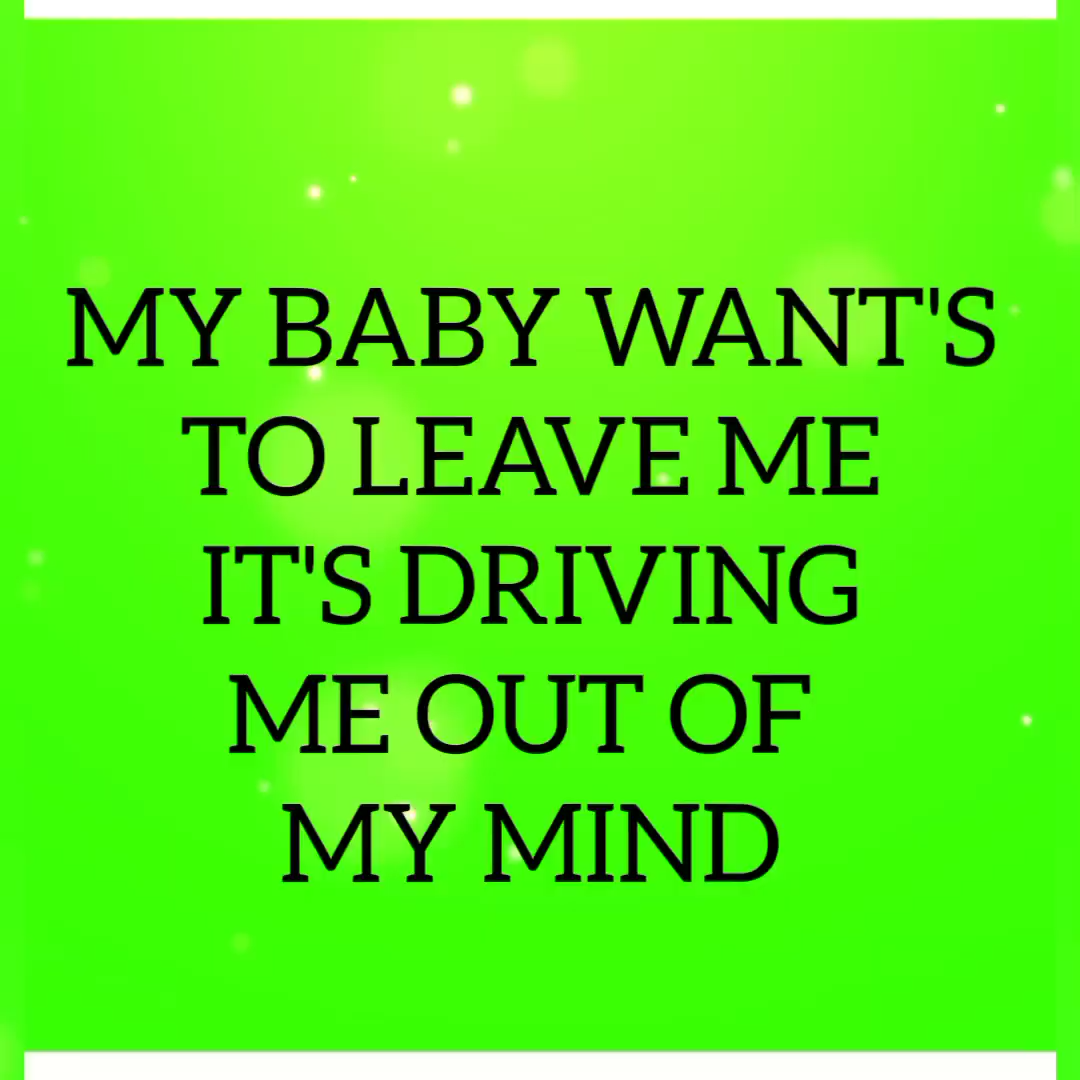 MY BABY WANT'S
TO LEAVE ME
IT'S DRIVING
ME OUT OF
MY MIND